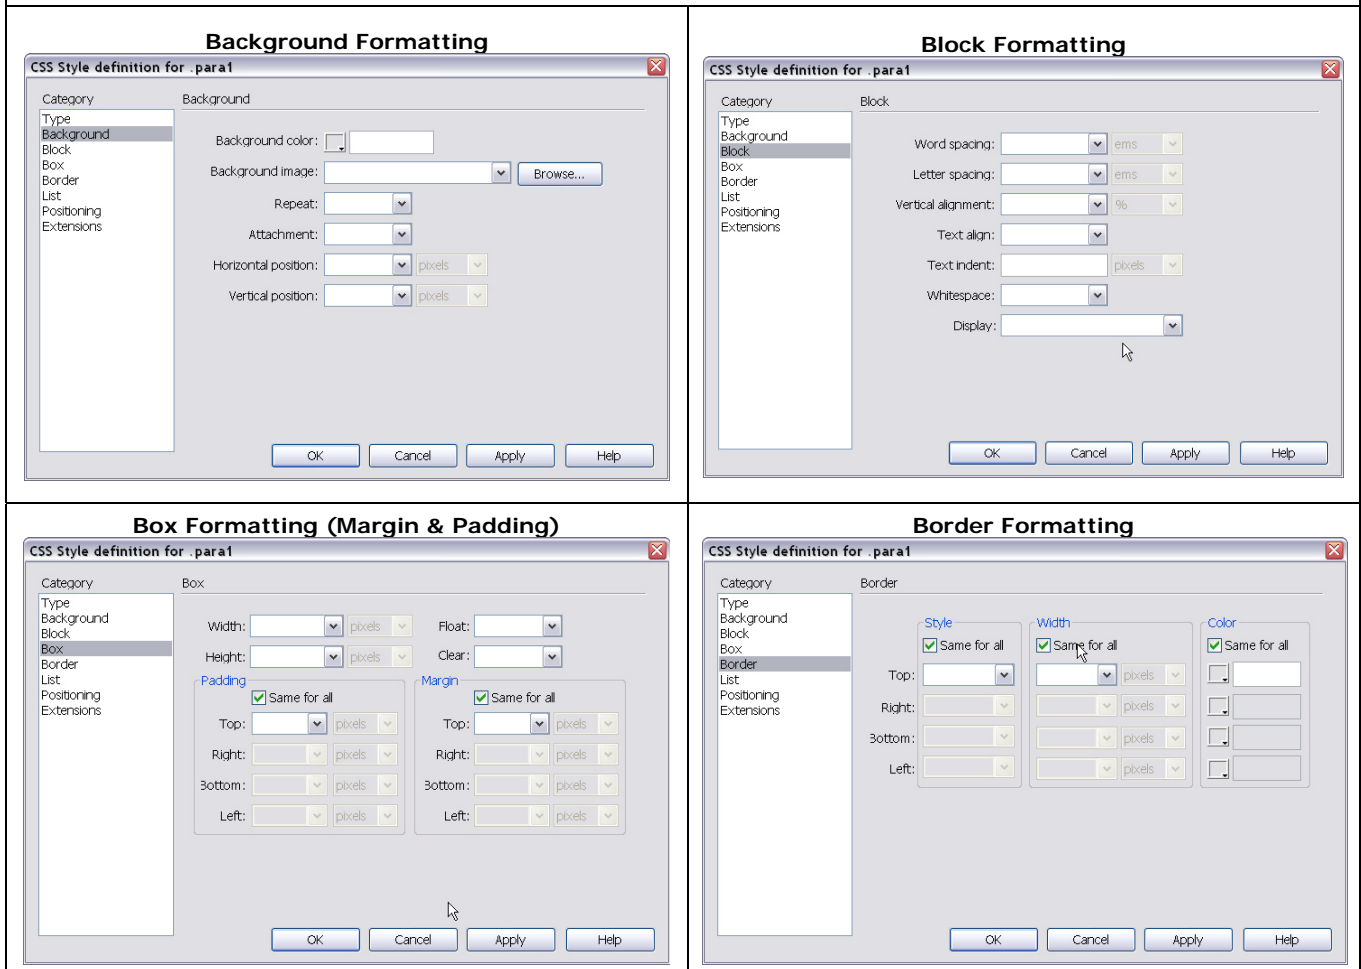 Background Formatting
CSS Style definition for .para1
Category
Background
Type
Background
Block
Box
Border
List
Positioning
Extensions
Background color:
Background image:
Browse...
Repeat:
Attachment:
Horizontal position:
pixels
Vertical position:
pixels
OK
Cancel
Apply
Help
Block Formatting
CSS Style definition for .para1
Category
Block
Type
Background
Block
Box
Border
List
Positioning
Extensions
Word spacing:
ems
Letter spacing:
ems
Vertical alignment:
%
Text align:
Text indent:
pixels
Whitespace:
Display:
OK
Cancel
Apply
Help
Box Formatting (Margin & Padding)
CSS Style definition for .para1
Category
Box
Type
Background
Block
Box
Border
List
Positioning
Extensions
Width:
pixels
Float:
Height:
pixels
Clear:
Padding
Same for all
Top:
pixels
Right:
pixels
Bottom:
pixels
Left:
pixels
Margin
Same for all
Top:
pixels
Right:
pixels
Bottom:
pixels
Left:
pixels
OK
Cancel
Apply
Help
Border Formatting
CSS Style definition for .para1
Category
Border
Type
Background
Block
Box
Border
List
Positioning
Extensions
Style
Width
Color
Same for all
Same for all
Same for all
Top:
pixels
Right:
pixels
Bottom:
pixels
Left:
pixels
OK
Cancel
Apply
Help